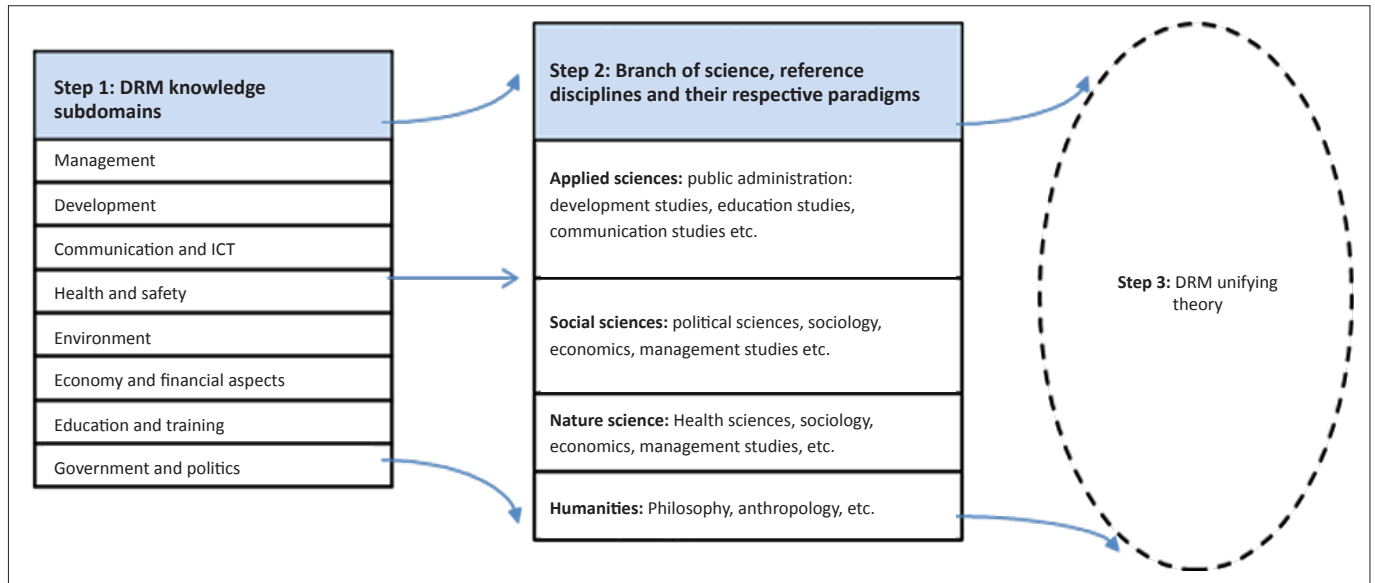 Step 1: DRM knowledge
subdomains
Management
Development
Communication and ICT
Health and safety
Environment
Economy and financial aspects
Education and training
Government and politics
Step 2: Branch of science, reference
disciplines and their respective paradigms
Applied sciences: public administration:
development studies, education studies,
communication studies etc.
Social sciences: political sciences, sociology,
economics, management studies etc.
Nature science: Health sciences, sociology,
economics, management studies, etc.
Humanities: Philosophy, anthropology, etc.
Step 3: DRM unifying
theory